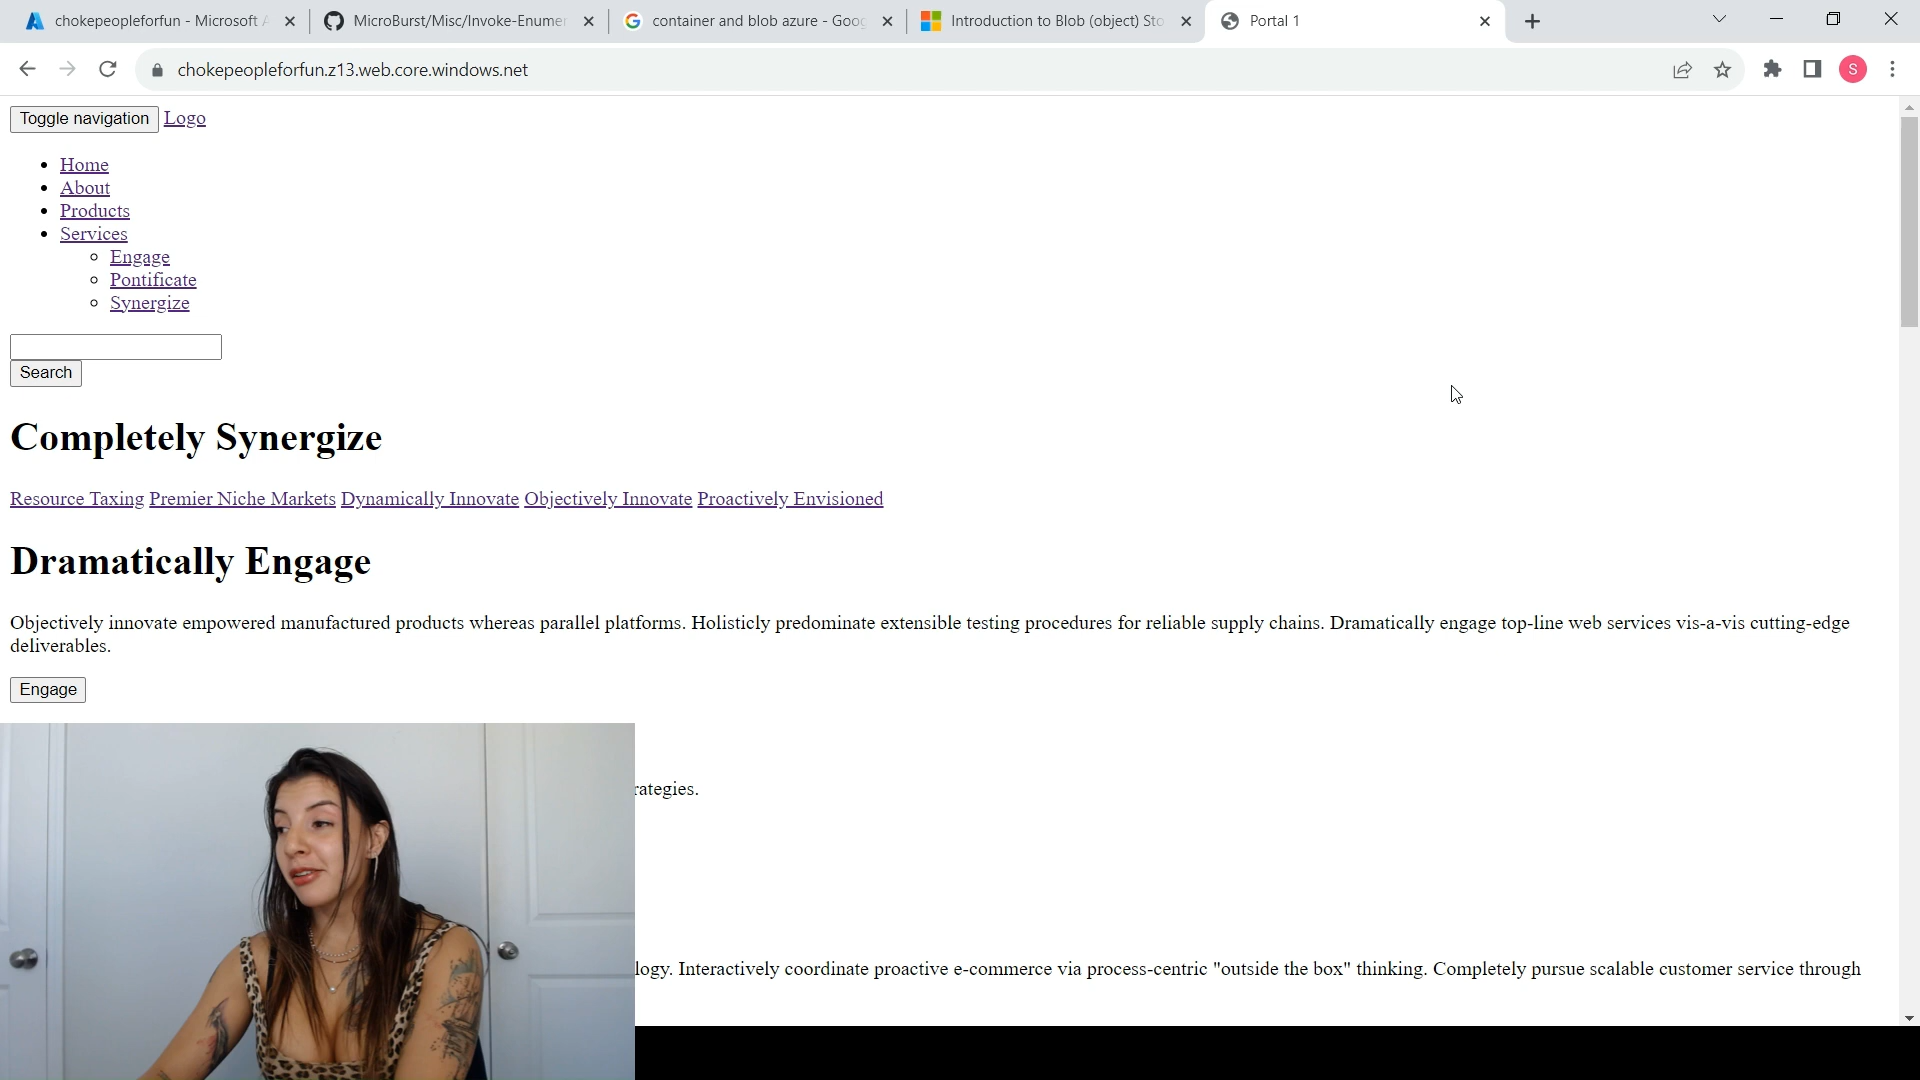 chokepeopleforfun - Microsoft A
MicroBurst/Misc/Invoke-Enumer
container and blob azure - Goog
Introduction to Blob (object) Sto
Portal 1
chokepeopleforfun.z13.web.core.windows.net
S
Toggle navigation Logo
Home
About
Products
Services
Engage
Pontificate
Synergize
Search
Completely Synergize
Resource Taxing Premier Niche Markets Dynamically Innovate Objectively Innovate Proactively Envisioned
Dramatically Engage
Objectively innovate empowered manufactured products whereas parallel platforms. Holisticly predominate extensible testing procedures for reliable supply chains. Dramatically engage top-line web services vis-a-vis cutting-edge
deliverables.
Engage
rategies.
logy. Interactively coordinate proactive e-commerce via process-centric "outside the box" thinking. Completely pursue scalable customer service through